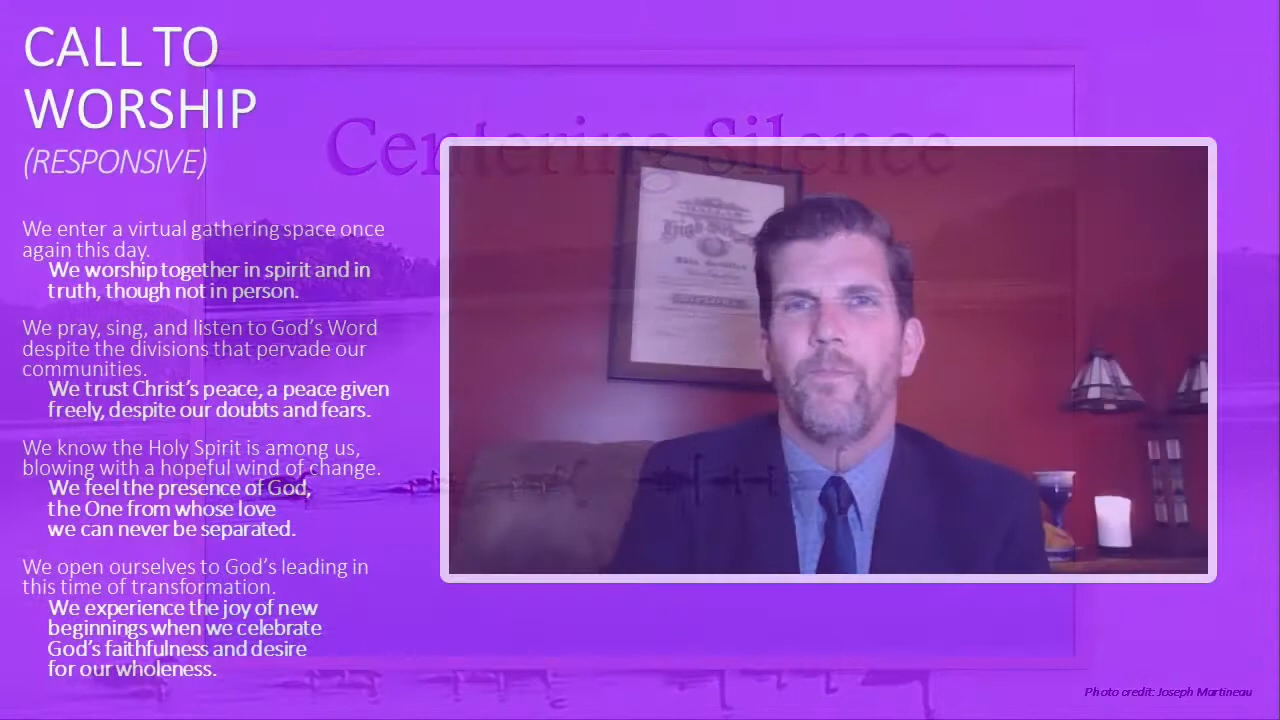 CALL TO
WORSHIP
(RESPONSIVE)
Centering Silence
We enter a virtual gathering space once
again this day.
We worship together in spirit and in
truth, though not in person.
We pray, sing, and listen to God's Word
despite the divisions that pervade our
communities.
We trust Christ's peace, a peace given
freely, despite our doubts and fears.
We know the Holy Spirit is among us,
blowing with a hopeful wind of change.
We feel the presence of God,
the One from whose love
we can never be separated.
We open ourselves to God's leading in
this time of transformation.
We experience the joy of new
beginnings when we celebrate
God's faithfulness and desire
for our wholeness.
Photo credit: Joseph Martineau